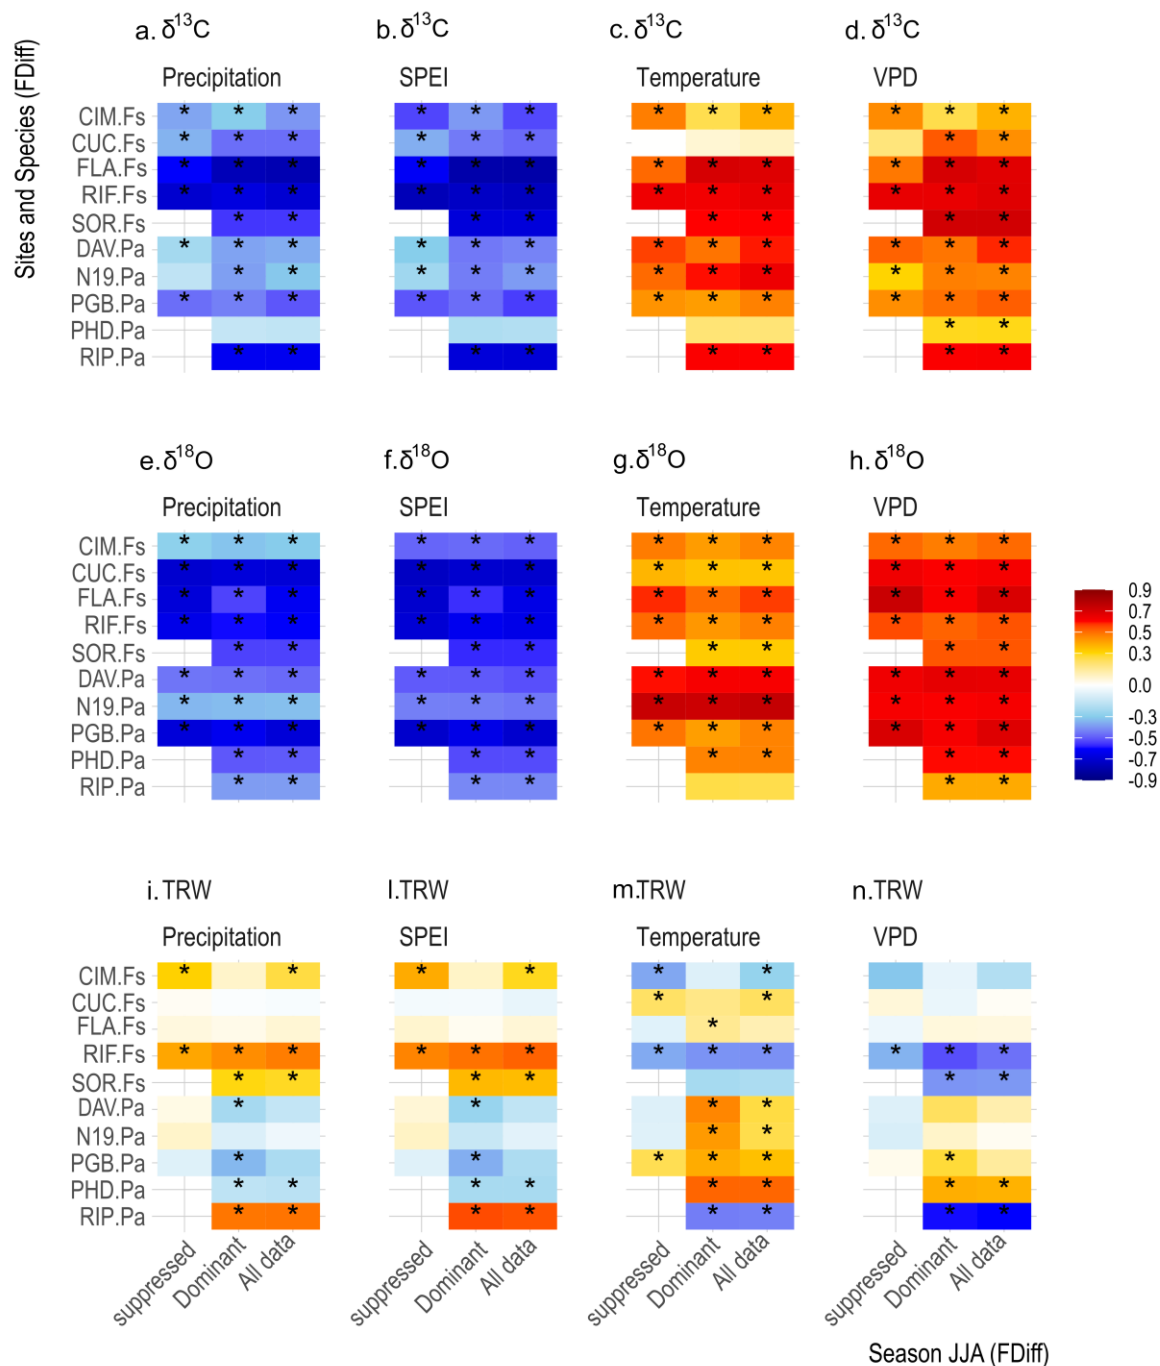 Sites and Species (FDiff)
a. δ¹³C
b. δ¹³C
c. δ¹³C
d. δ¹³C
Precipitation
SPEI
Temperature
VPD
CIM.Fs
CUC.Fs
FLA.Fs
RIF.Fs
SOR.Fs
DAV.Pa
N19.Pa
PGB.Pa
PHD.Pa
RIP.Pa
e. δ¹⁸O
f. δ¹⁸O
g. δ¹⁸O
h. δ¹⁸O
Precipitation
SPEI
Temperature
VPD
CIM.Fs
CUC.Fs
FLA.Fs
RIF.Fs
SOR.Fs
DAV.Pa
N19.Pa
PGB.Pa
PHD.Pa
RIP.Pa
0.9
0.7
0.5
0.3
0.0
-0.3
-0.5
-0.7
-0.9
i. TRW
l. TRW
m. TRW
n. TRW
Precipitation
SPEI
Temperature
VPD
CIM.Fs
CUC.Fs
FLA.Fs
RIF.Fs
SOR.Fs
DAV.Pa
N19.Pa
PGB.Pa
PHD.Pa
RIP.Pa
suppressed
Dominant
All data
suppressed
Dominant
All data
suppressed
Dominant
All data
suppressed
Dominant
All data
Season JJA (FDiff)